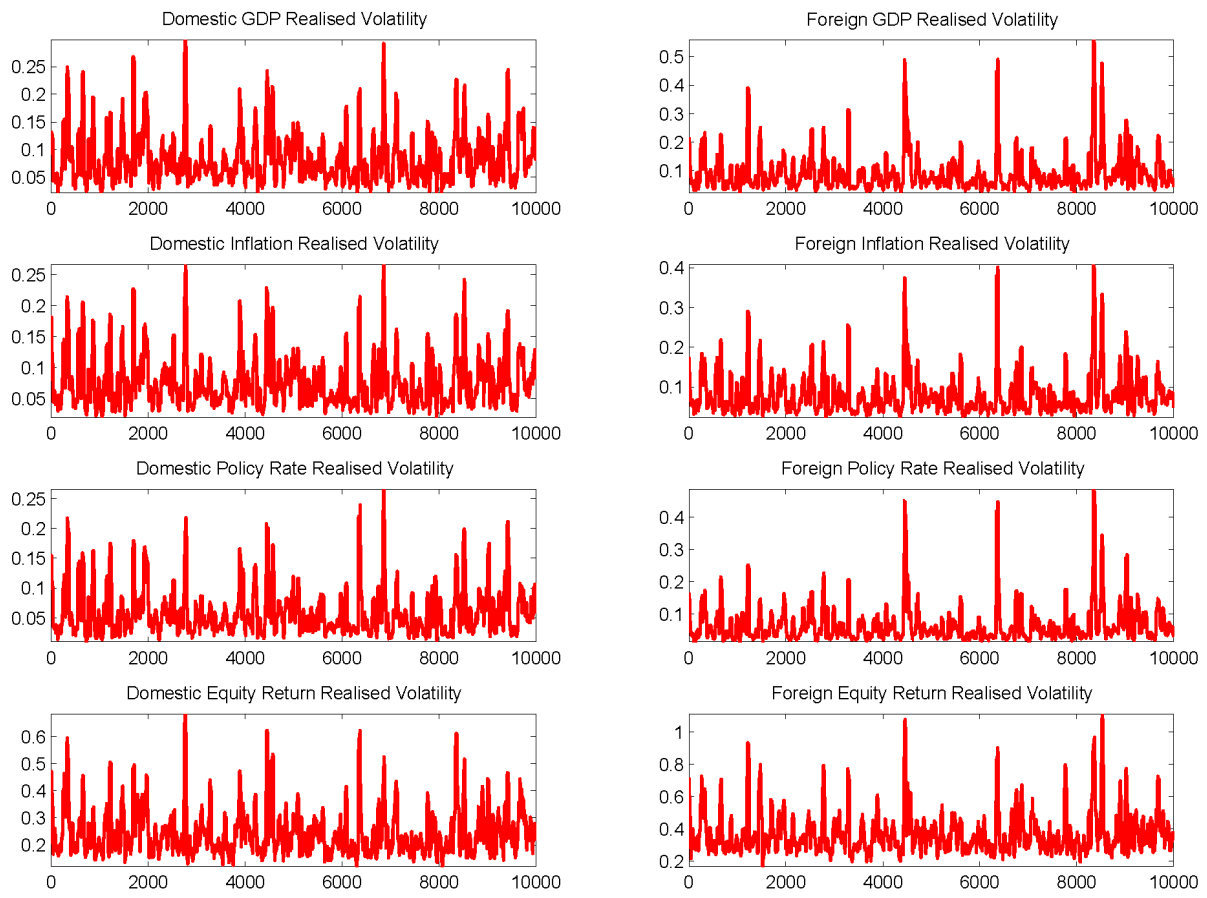 Domestic GDP Realised Volatility
0.25
0.2
0.15
0.1
0.05
0 2000 4000 6000 8000 10000
Foreign GDP Realised Volatility
0.5
0.4
0.3
0.2
0.1
0 2000 4000 6000 8000 10000
Domestic Inflation Realised Volatility
0.25
0.2
0.15
0.1
0.05
0 2000 4000 6000 8000 10000
Foreign Inflation Realised Volatility
0.4
0.3
0.2
0.1
0 2000 4000 6000 8000 10000
Domestic Policy Rate Realised Volatility
0.25
0.2
0.15
0.1
0.05
0 2000 4000 6000 8000 10000
Foreign Policy Rate Realised Volatility
0.4
0.3
0.2
0.1
0 2000 4000 6000 8000 10000
Domestic Equity Return Realised Volatility
0.6
0.5
0.4
0.3
0.2
0 2000 4000 6000 8000 10000
Foreign Equity Return Realised Volatility
1
0.8
0.6
0.4
0.2
0 2000 4000 6000 8000 10000